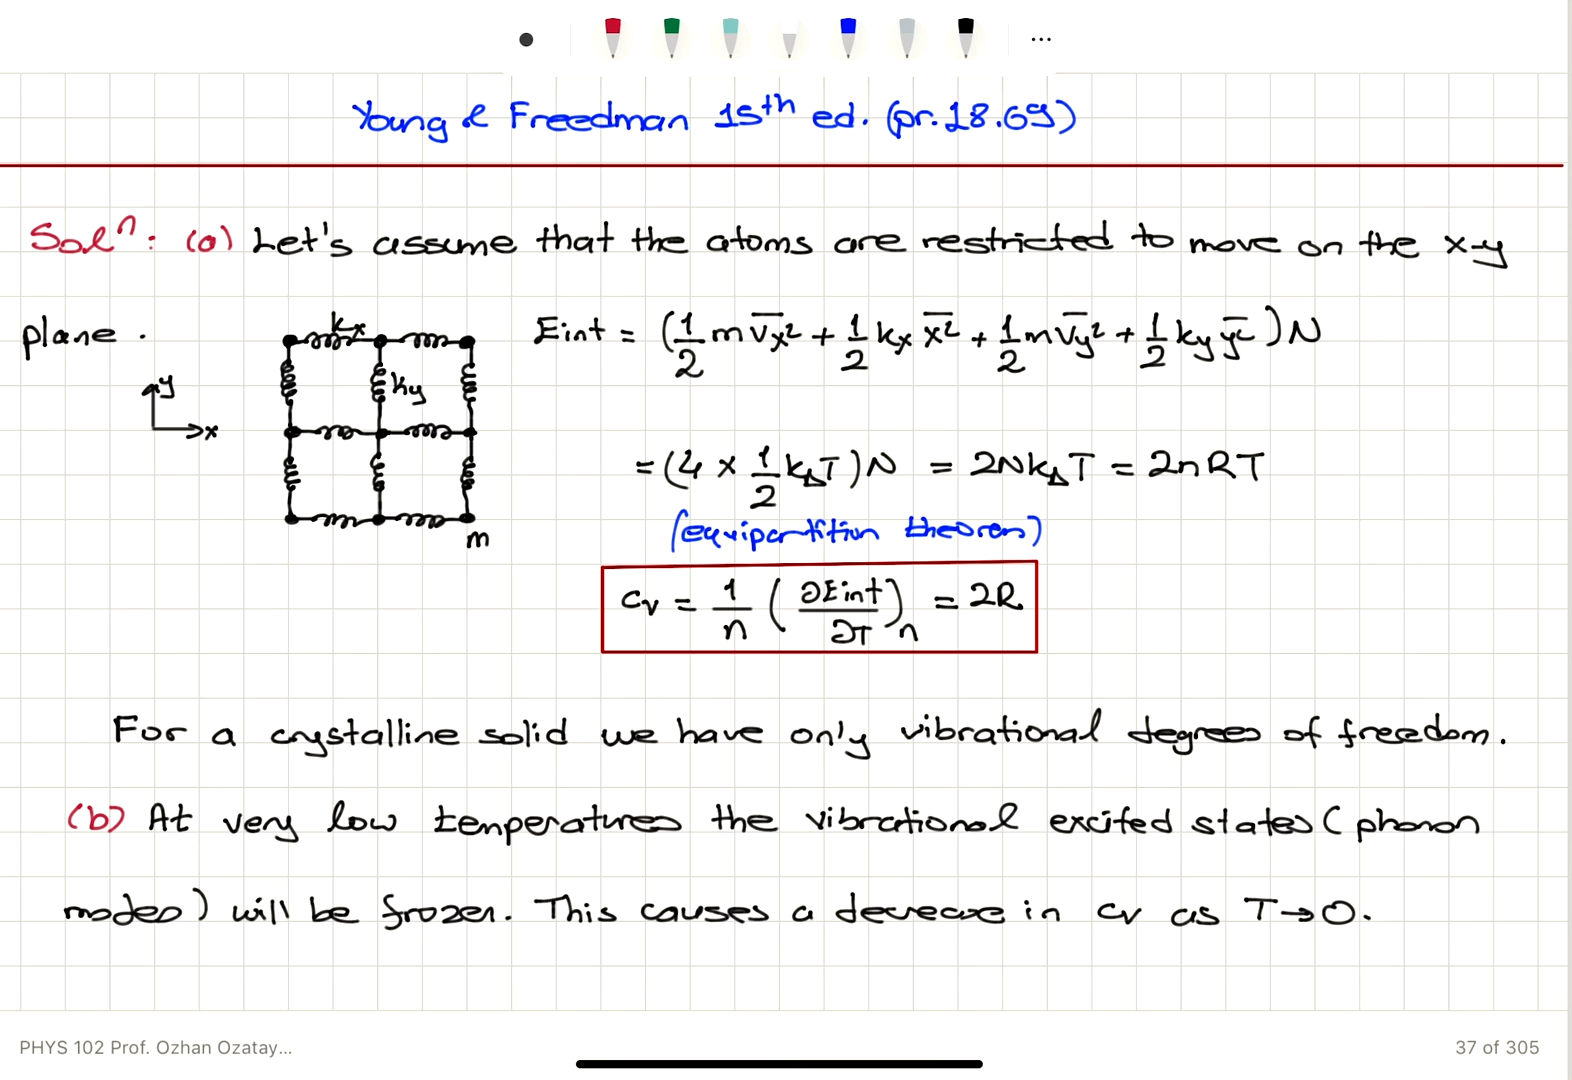 Young & Freedman 15th ed. (pr. 18.69)
Solⁿ: (a) Let's assume that the atoms are restricted to move on the x-y
plane.
kx
ky
y
x
m
Eint = (1/2 m v̅x² + 1/2 kx x̅² + 1/2 m v̅y² + 1/2 ky y̅²) N
= (4 × 1/2 kBT) N = 2NkBT = 2nRT
(equipartition theorem)
cv = 1/n (∂Eint/∂T)n = 2R
For a crystalline solid we have only vibrational degrees of freedom.
(b) At very low temperatures the vibrational excited states (phonon
modes) will be frozen. This causes a decrease in cv as T→0.
PHYS 102 Prof. Ozhan Ozatay...
37 of 305